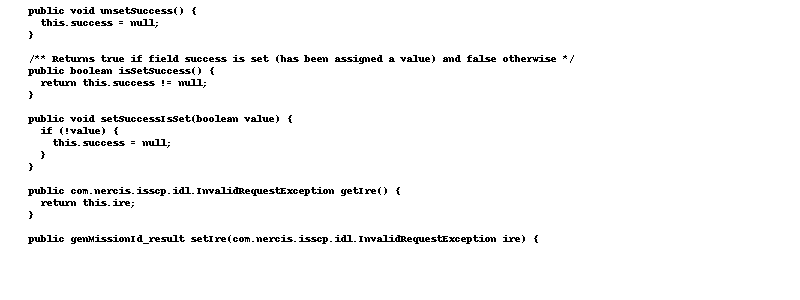 public void unsetSuccess() {
this.success = null;
}
/** Returns true if field success is set (has been assigned a value) and false otherwise */
public boolean isSetSuccess() {
return this.success != null;
}
public void setSuccessIsSet(boolean value) {
if (!value) {
this.success = null;
}
}
public com.nercis.isscp.idl.InvalidRequestException getIre() {
return this.ire;
}
public genMissionId_result setIre(com.nercis.isscp.idl.InvalidRequestException ire) {